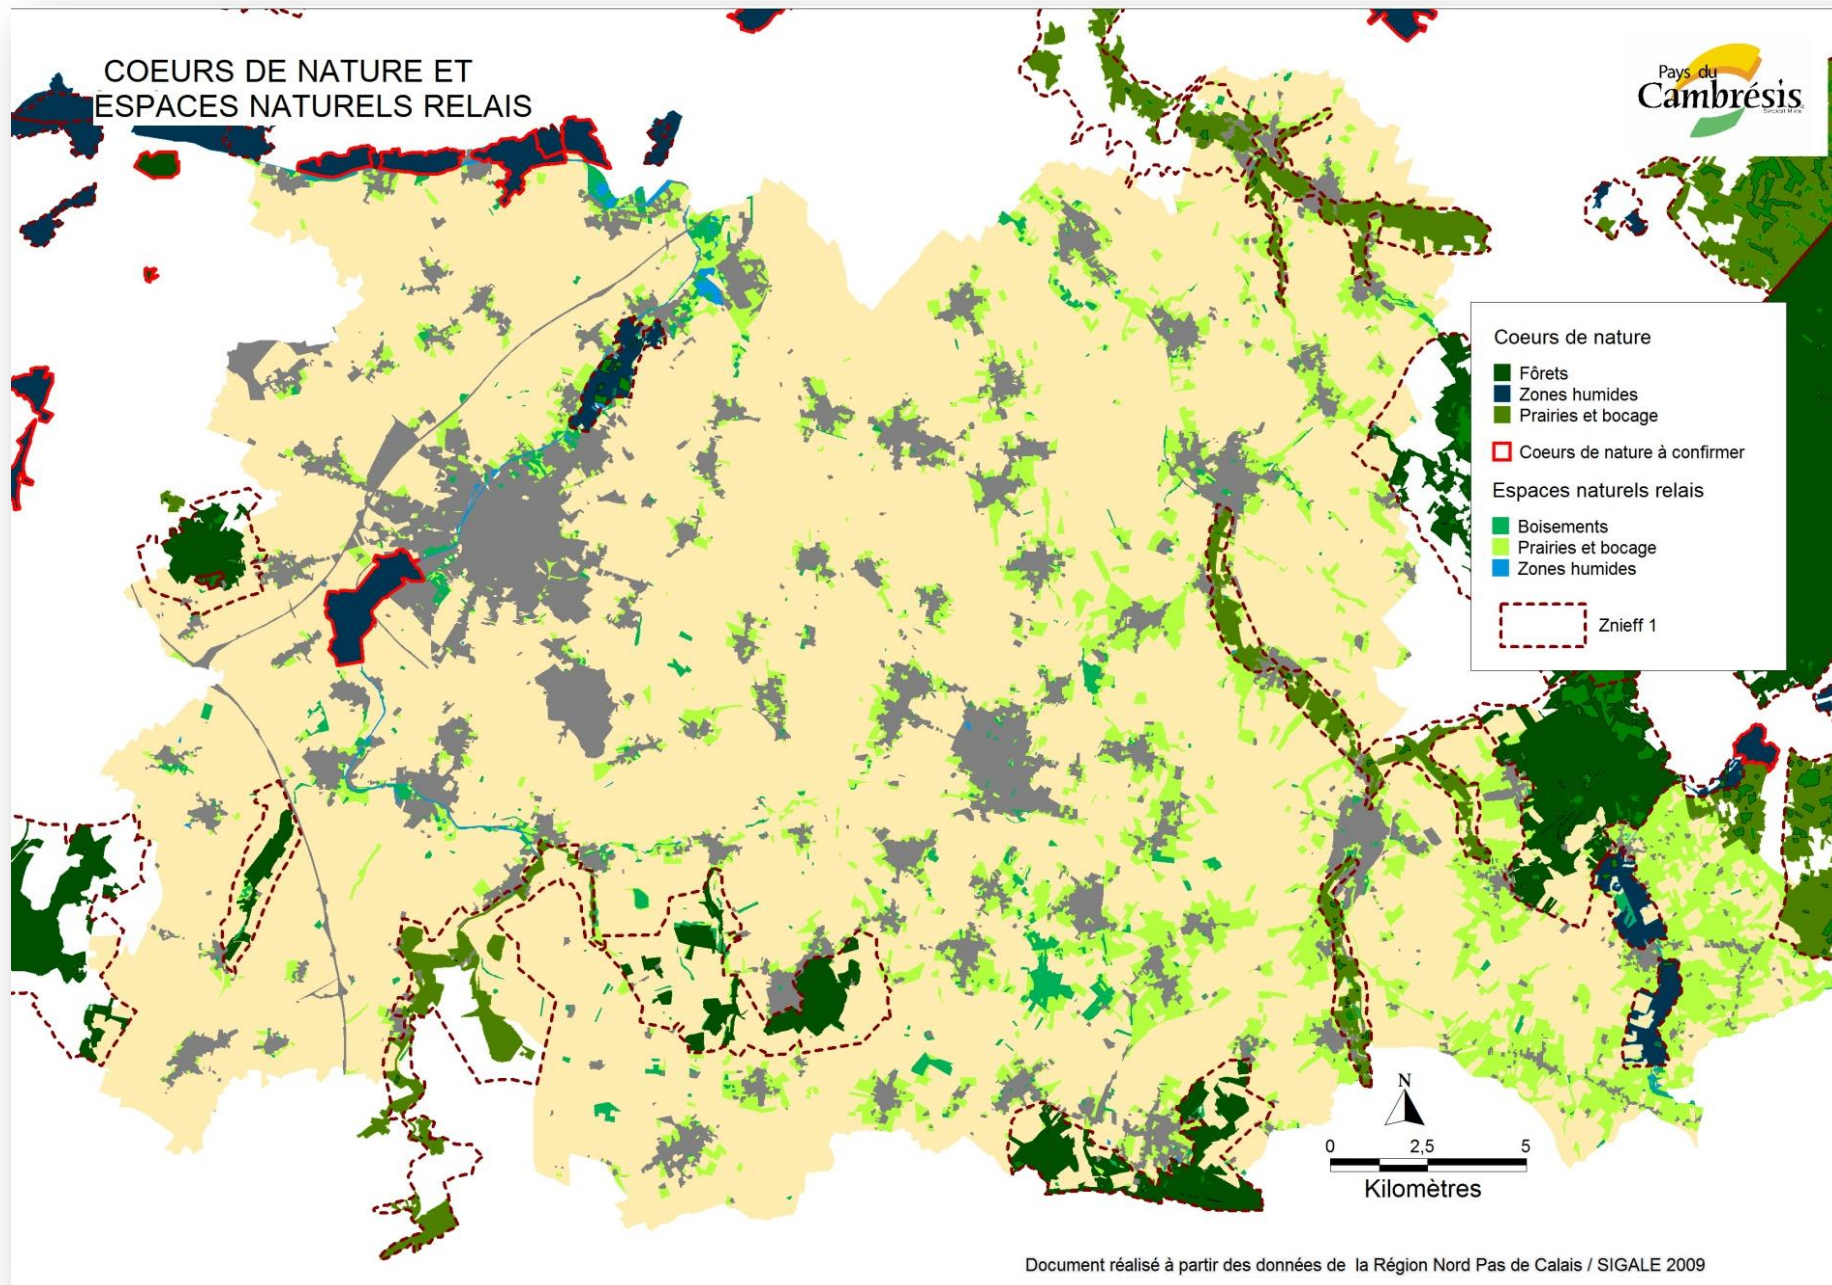 COEURS DE NATURE ET
ESPACES NATURELS RELAIS
Pays du
Cambrésis
Coeurs de nature
Fôrets
Zones humides
Prairies et bocage
Coeurs de nature à confirmer
Espaces naturels relais
Boisements
Prairies et bocage
Zones humides
Znieff 1
N
0 2,5 5
Kilomètres
Document réalisé à partir des données de la Région Nord Pas de Calais / SIGALE 2009